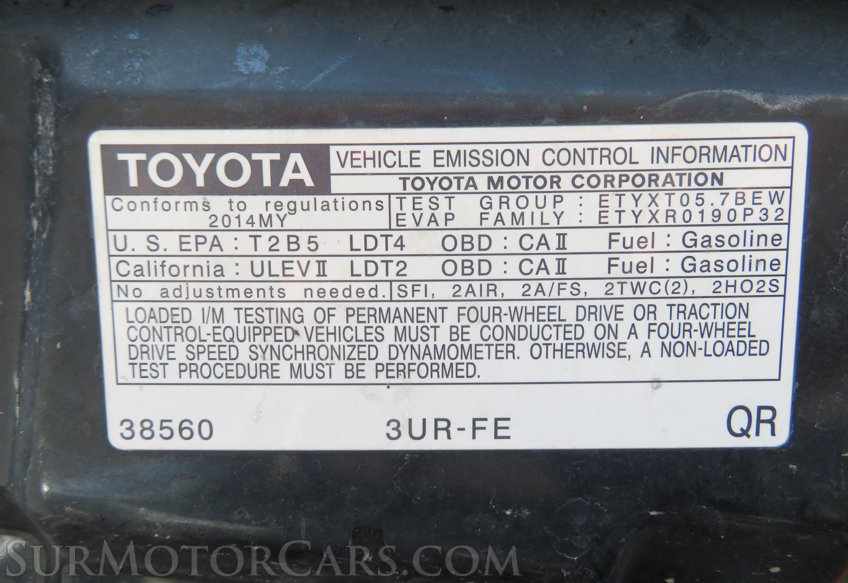 TOYOTA
VEHICLE EMISSION CONTROL INFORMATION
TOYOTA MOTOR CORPORATION
Conforms to regulations
2014MY
TEST GROUP : ETYXT05.7BEW
EVAP FAMILY : ETYXR0190P32
U.S. EPA : T2B5 LDT4 OBD : CAⅡ Fuel : Gasoline
California : ULEVⅡ LDT2 OBD : CAⅡ Fuel : Gasoline
No adjustments needed. SFI, 2AIR, 2A/FS, 2TWC(2), 2HO2S
LOADED I/M TESTING OF PERMANENT FOUR-WHEEL DRIVE OR TRACTION
CONTROL-EQUIPPED VEHICLES MUST BE CONDUCTED ON A FOUR-WHEEL
DRIVE SPEED SYNCHRONIZED DYNAMOMETER. OTHERWISE, A NON-LOADED
TEST PROCEDURE MUST BE PERFORMED.
38560 3UR-FE QR
SURMOTORCARS.COM